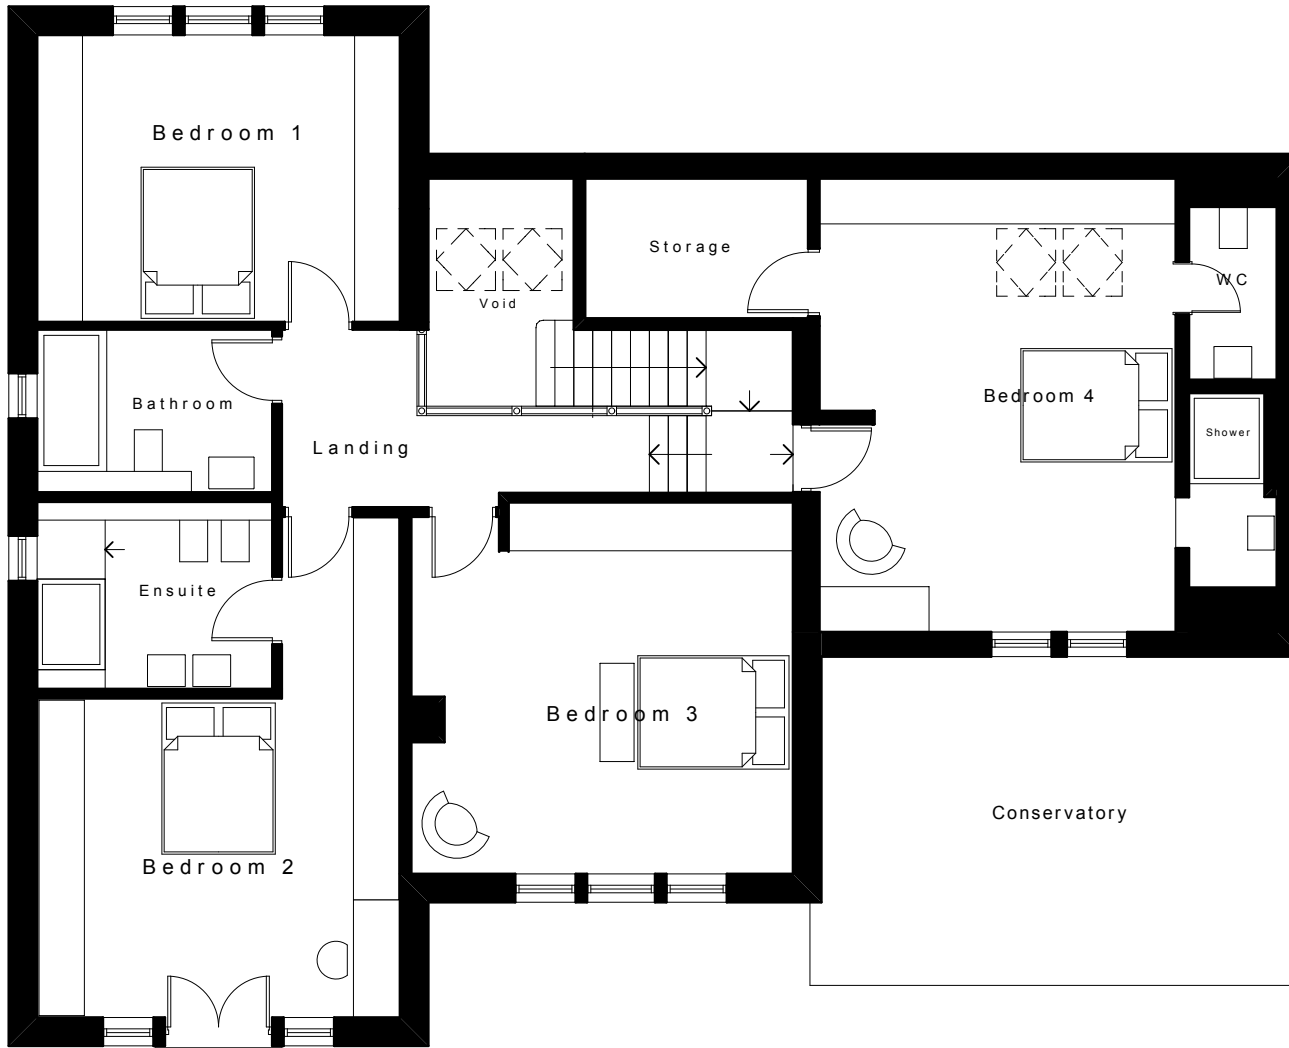 Bedroom 1
Storage
WC
Void
Bedroom 4
Bathroom
Shower
Landing
Ensuite
Bedroom 3
Conservatory
Bedroom 2